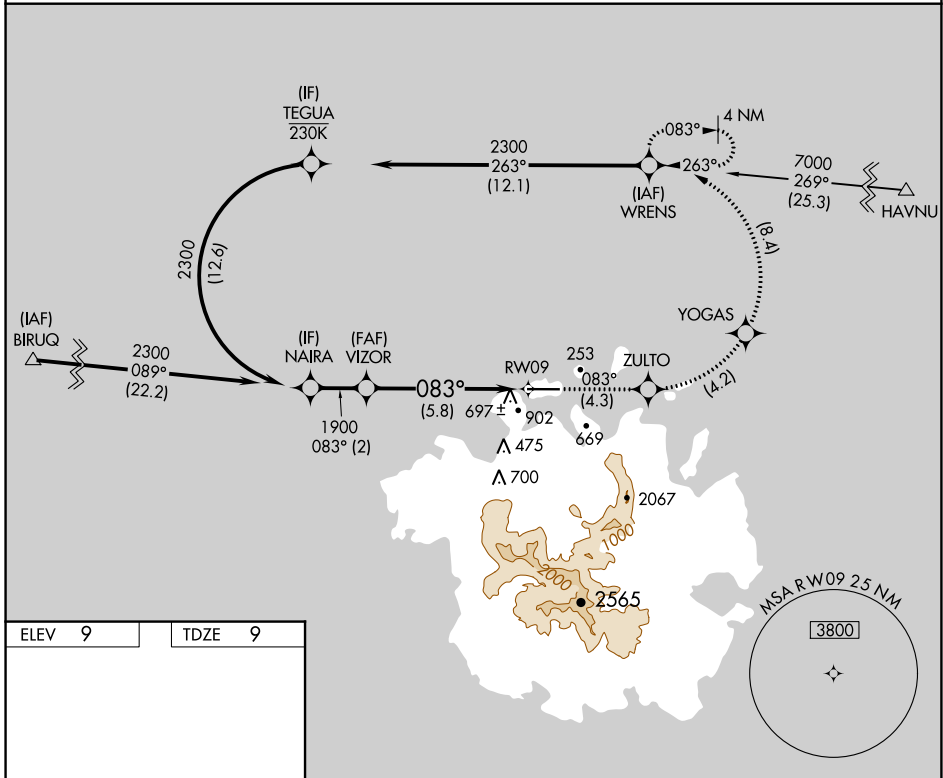 (IF)
TEGUA
230K
083°
4 NM
2300
263°
(12.1)
263°
7000
269°
(25.3)
HAVNU
(IAF)
WRENS
2300
(12.6)
(8.4)
(IAF)
BIRUQ
2300
089°
(22.2)
(IF)
NAIRA
(FAF)
VIZOR
YOGAS
RW09
253
ZULTO
083°
(5.8)
083°
(4.3)
(4.2)
1900
083° (2)
697±
902
669
475
700
2067
1000
2000
2565
MSA RW09 25 NM
3800
ELEV 9
TDZE 9